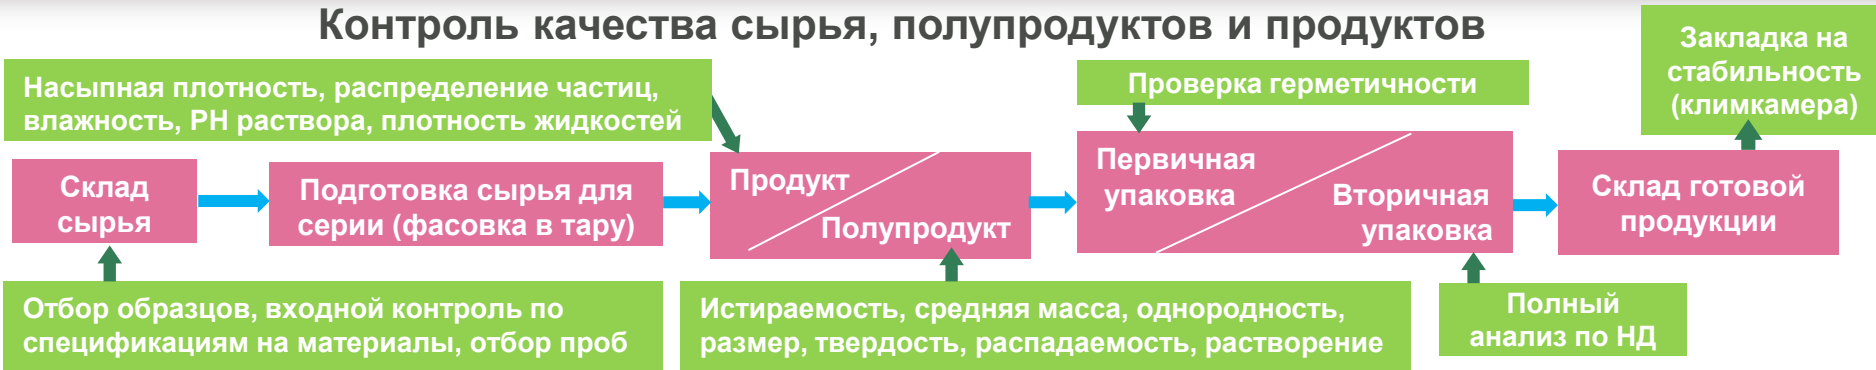 Контроль качества сырья, полупродуктов и продуктов
Закладка на
стабильность
(климкамера)
Насыпная плотность, распределение частиц,
влажность, РН раствора, плотность жидкостей
Проверка герметичности
Склад
сырья
Подготовка сырья для
серии (фасовка в тару)
Продукт
Полупродукт
Первичная
упаковка
Вторичная
упаковка
Склад готовой
продукции
Отбор образцов, входной контроль по
спецификациям на материалы, отбор проб
Истираемость, средняя масса, однородность,
размер, твердость, распадаемость, растворение
Полный
анализ по НД